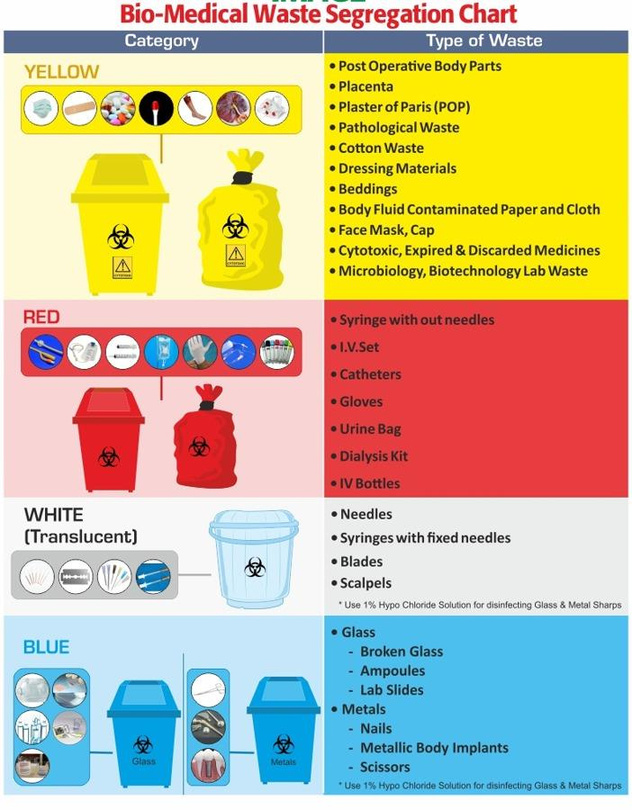 Bio-Medical Waste Segregation Chart
Category
Type of Waste
YELLOW
• Post Operative Body Parts
• Placenta
• Plaster of Paris (POP)
• Pathological Waste
• Cotton Waste
• Dressing Materials
• Beddings
• Body Fluid Contaminated Paper and Cloth
• Face Mask, Cap
• Cytotoxic, Expired & Discarded Medicines
• Microbiology, Biotechnology Lab Waste
RED
• Syringe with out needles
• I.V.Set
• Catheters
• Gloves
• Urine Bag
• Dialysis Kit
• IV Bottles
WHITE
(Translucent)
• Needles
• Syringes with fixed needles
• Blades
• Scalpels
* Use 1% Hypo Chloride Solution for disinfecting Glass & Metal Sharps
BLUE
Glass
Metals
• Glass
- Broken Glass
- Ampoules
- Lab Slides
• Metals
- Nails
- Metallic Body Implants
- Scissors
* Use 1% Hypo Chloride Solution for disinfecting Glass & Metal Sharps